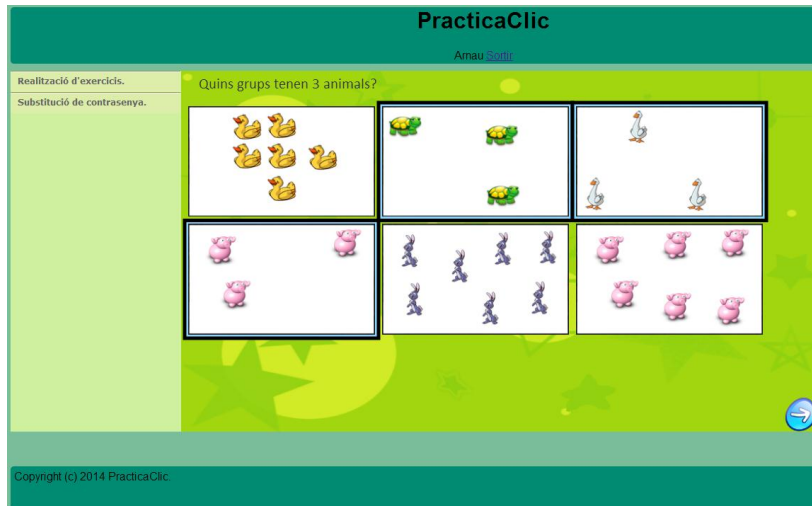 PracticaClic
Arnau Sortir
Realització d'exercicis.
Substitució de contrasenya.
Quins grups tenen 3 animals?
Copyright (c) 2014 PracticaClic.